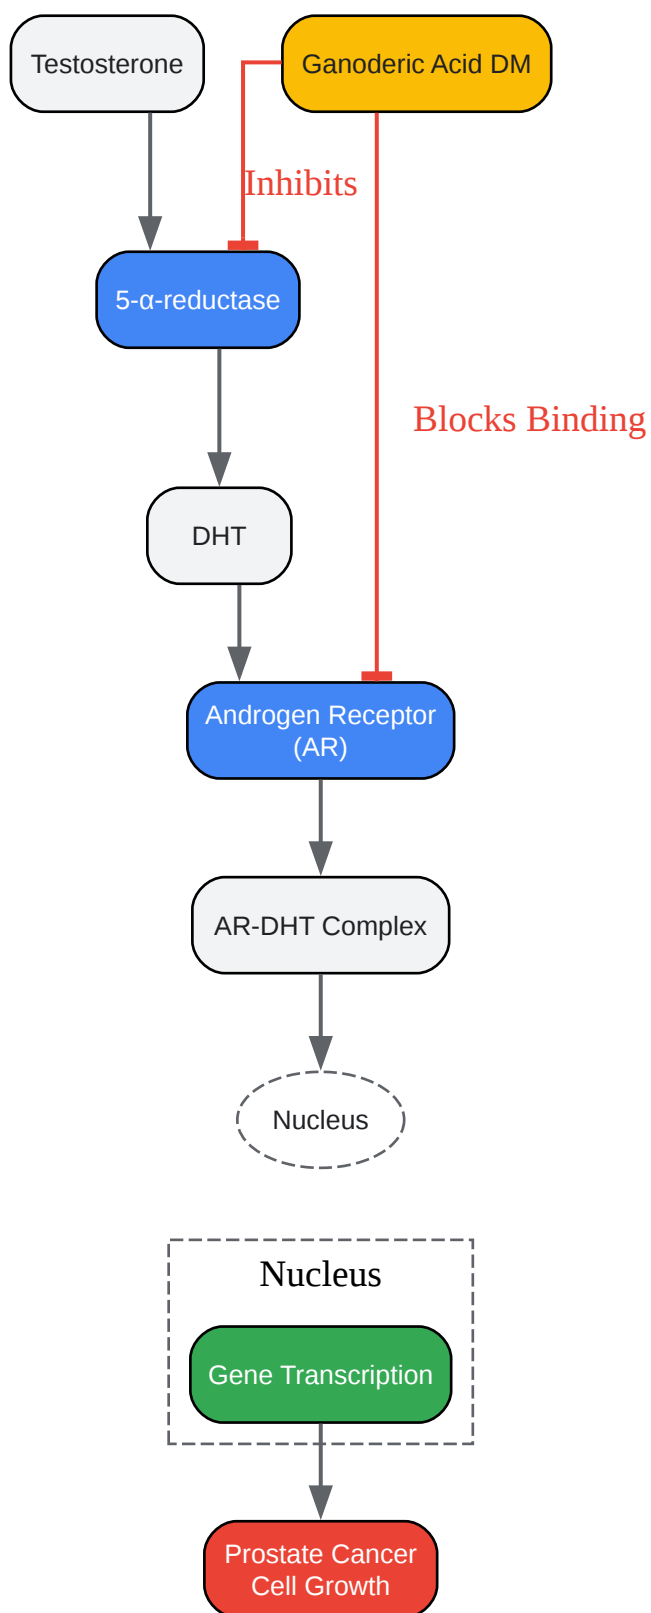 Testosterone
Ganoderic Acid DM
Inhibits
5-α-reductase
Blocks Binding
DHT
Androgen Receptor
(AR)
AR-DHT Complex
Nucleus
Nucleus
Gene Transcription
Prostate Cancer
Cell Growth